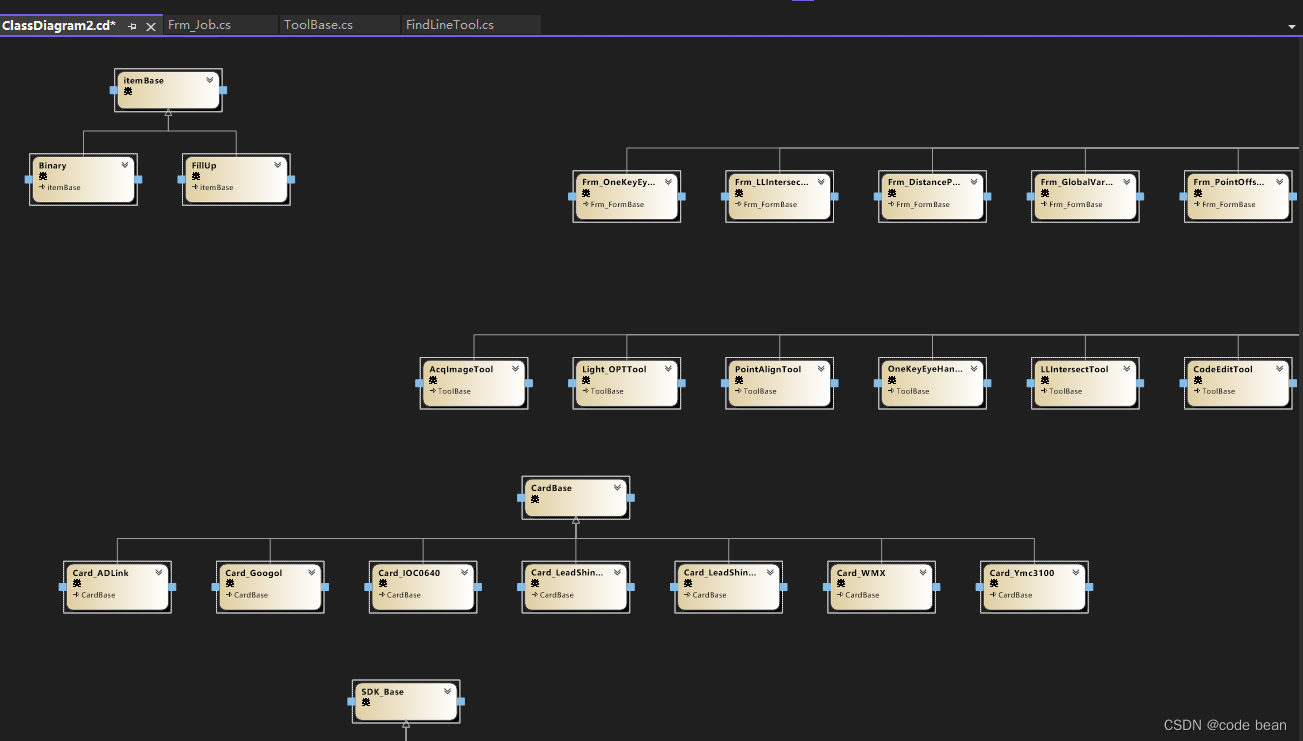 ClassDiagram2.cd*
Frm_Job.cs
ToolBase.cs
FindLineTool.cs
itemBase
类
Binary
类
itemBase
FillUp
类
itemBase
Frm_OneKeyEy...
类
Frm_FormBase
Frm_LLIntersec...
类
Frm_FormBase
Frm_DistanceP...
类
Frm_FormBase
Frm_GlobalVar...
类
Frm_FormBase
Frm_PointOffs...
类
Frm_FormBase
AcqImageTool
类
ToolBase
Light_OPTTool
类
ToolBase
PointAlignTool
类
ToolBase
OneKeyEyeHan...
类
ToolBase
LLIntersectTool
类
ToolBase
CodeEditTool
类
ToolBase
CardBase
类
Card_ADLink
类
CardBase
Card_Googol
类
CardBase
Card_IOC0640
类
CardBase
Card_LeadShin...
类
CardBase
Card_LeadShin...
类
CardBase
Card_WMX
类
CardBase
Card_Ymc3100
类
CardBase
SDK_Base
类
CSDN @code bean